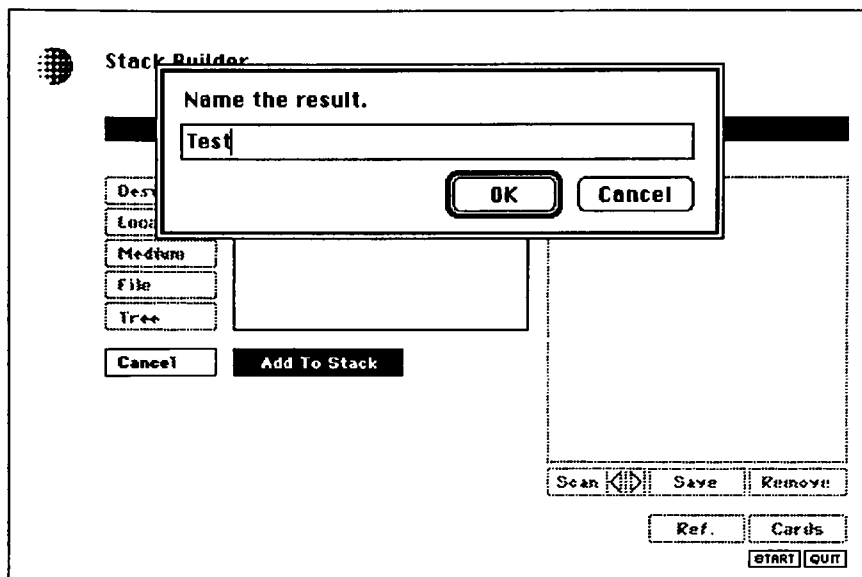 Stack Builder
Name the result.
Test
OK Cancel
Medium
File
Tree
Cancel Add To Stack
Scan Save Remove
Ref. Cards
START QUIT